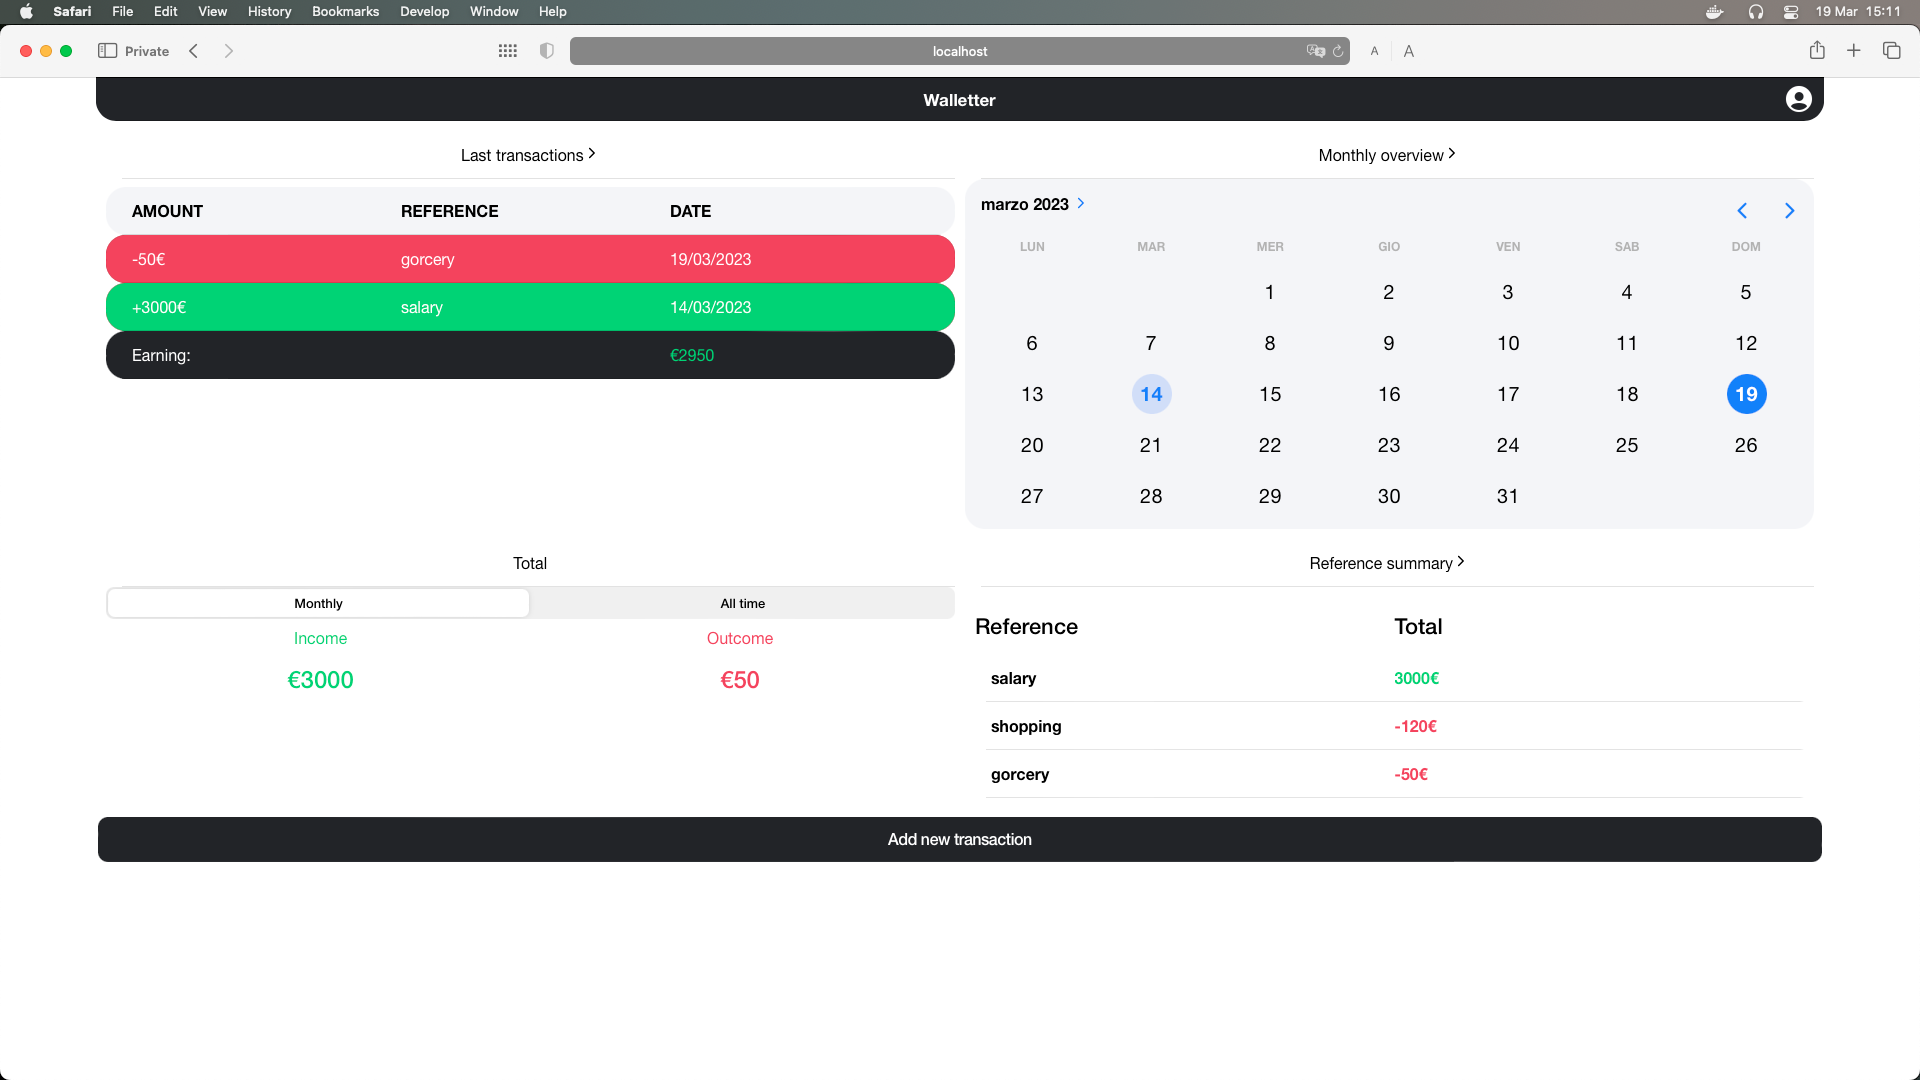 Safari File Edit View History Bookmarks Develop Window Help 19 Mar 15:11
Private localhost A A
Walletter
Last transactions
AMOUNT REFERENCE DATE
-50€ gorcery 19/03/2023
+3000€ salary 14/03/2023
Earning: €2950
Monthly overview
marzo 2023
LUN MAR MER GIO VEN SAB DOM
1 2 3 4 5
6 7 8 9 10 11 12
13 14 15 16 17 18 19
20 21 22 23 24 25 26
27 28 29 30 31
Total
Monthly All time
Income Outcome
€3000 €50
Reference summary
Reference Total
salary 3000€
shopping -120€
gorcery -50€
Add new transaction